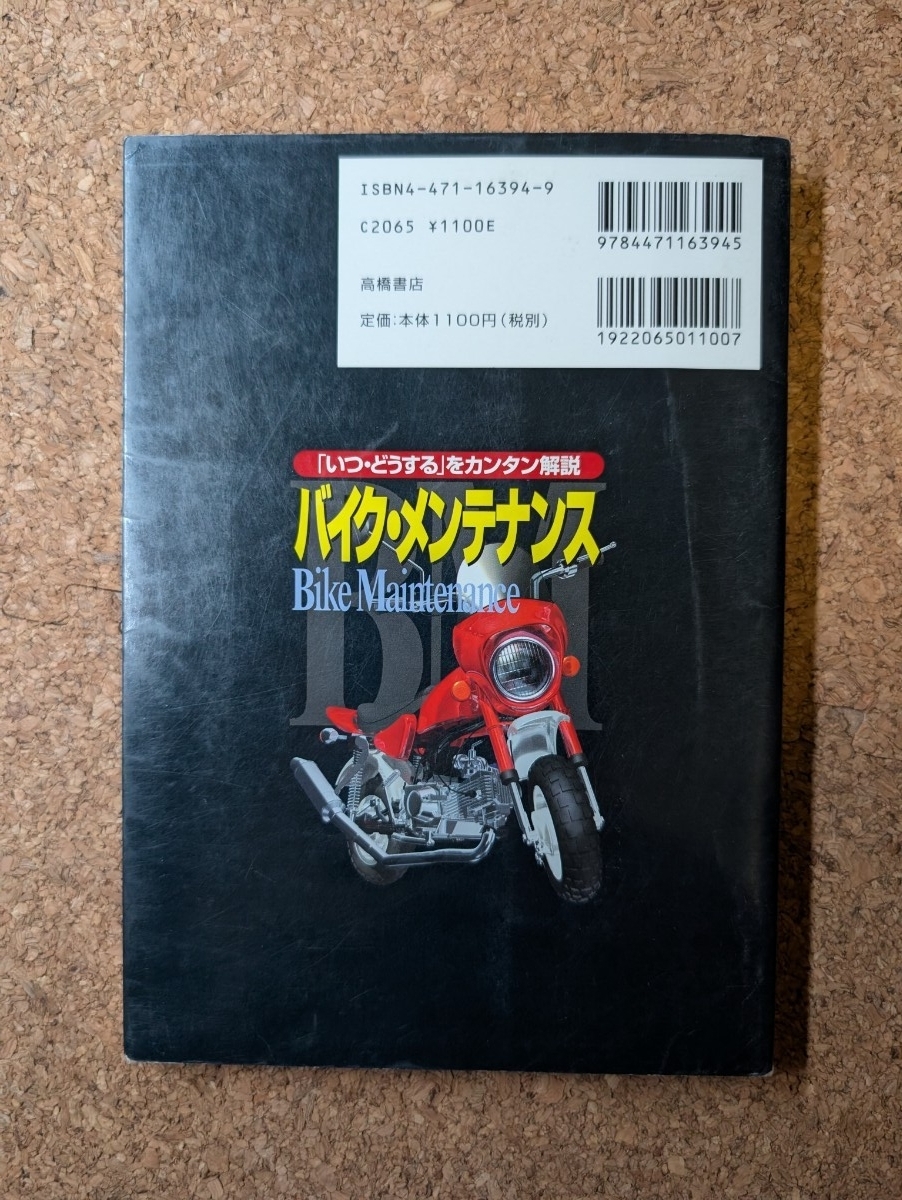 ISBN4-471-16394-9
C2065 ¥1100E
9784471163945
高橋書店
定価:本体1100円(税別)
1922065011007
「いつ・どうする」をカンタン解説
バイク・メンテナンス
Bike Maintenance
BM